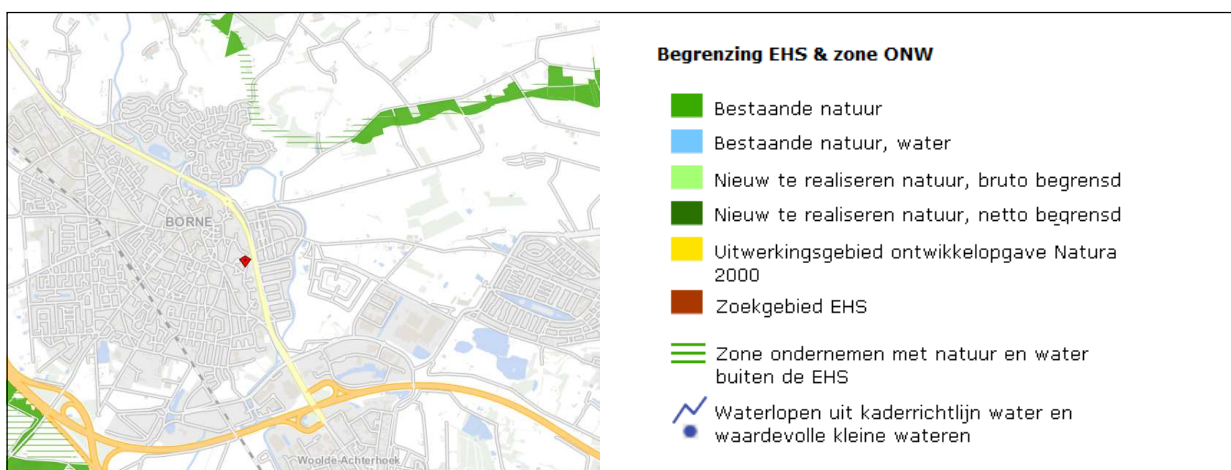 BORNE
Woolde-Achterhoek
Begrenzing EHS & zone ONW
Bestaande natuur
Bestaande natuur, water
Nieuw te realiseren natuur, bruto begrensd
Nieuw te realiseren natuur, netto begrensd
Uitwerkingsgebied ontwikkelopgave Natura
2000
Zoekgebied EHS
Zone ondernemen met natuur en water
buiten de EHS
Waterlopen uit kaderrichtlijn water en
waardevolle kleine wateren